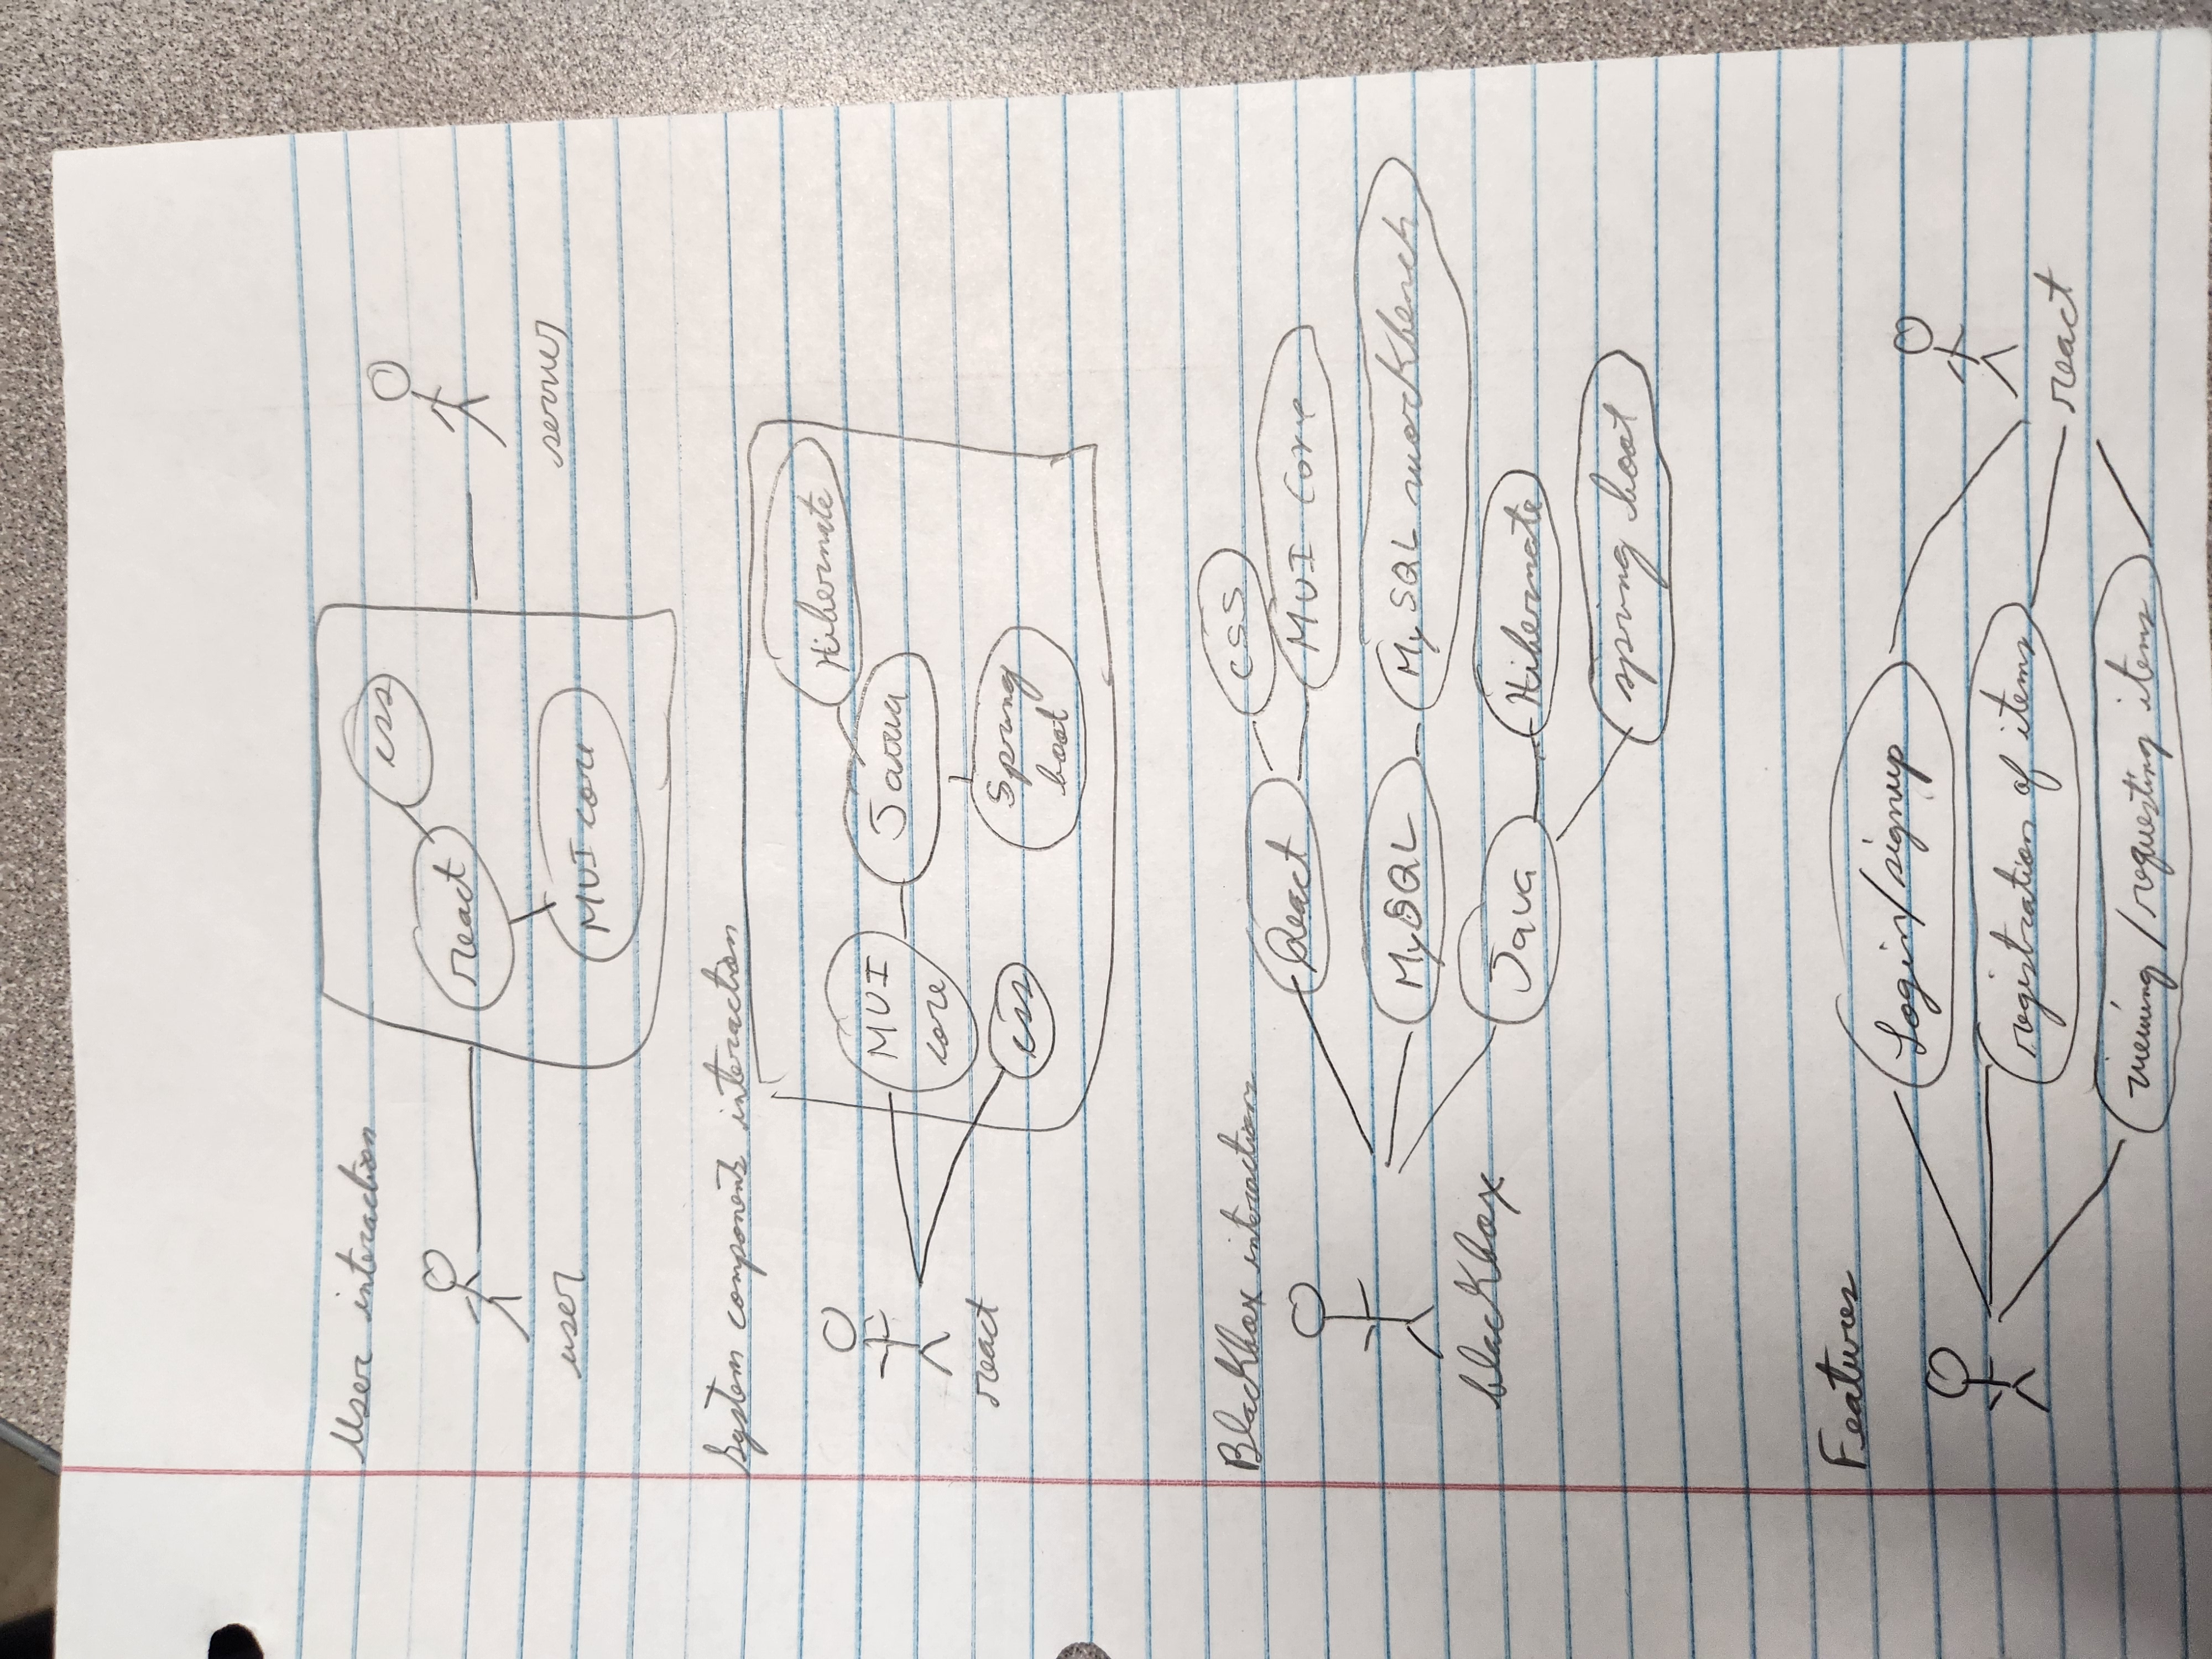 User interaction
css
react
MUI core
user
server
System components interaction
Hibernate
MUI
core
Java
react
css
Spring
boot
Blackbox interactions
css
React
MUI Core
MySQL
MySQL workbench
blackbox
Java
Hibernate
spring boot
Features
Login/signup
registration of items
react
viewing/requesting items